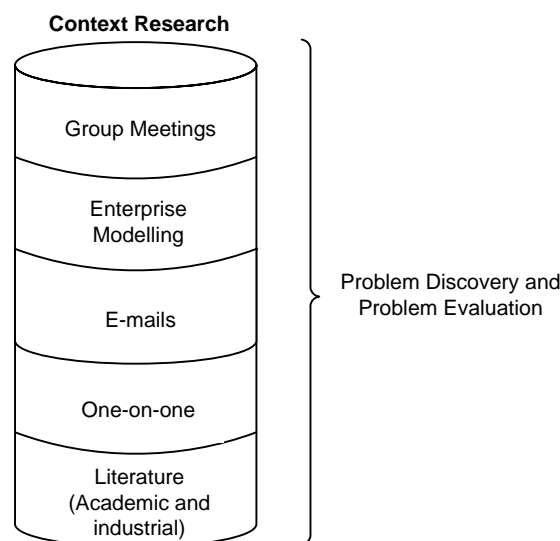 Context Research
Group Meetings
Enterprise
Modelling
E-mails
One-on-one
Literature
(Academic and
industrial)
Problem Discovery and
Problem Evaluation